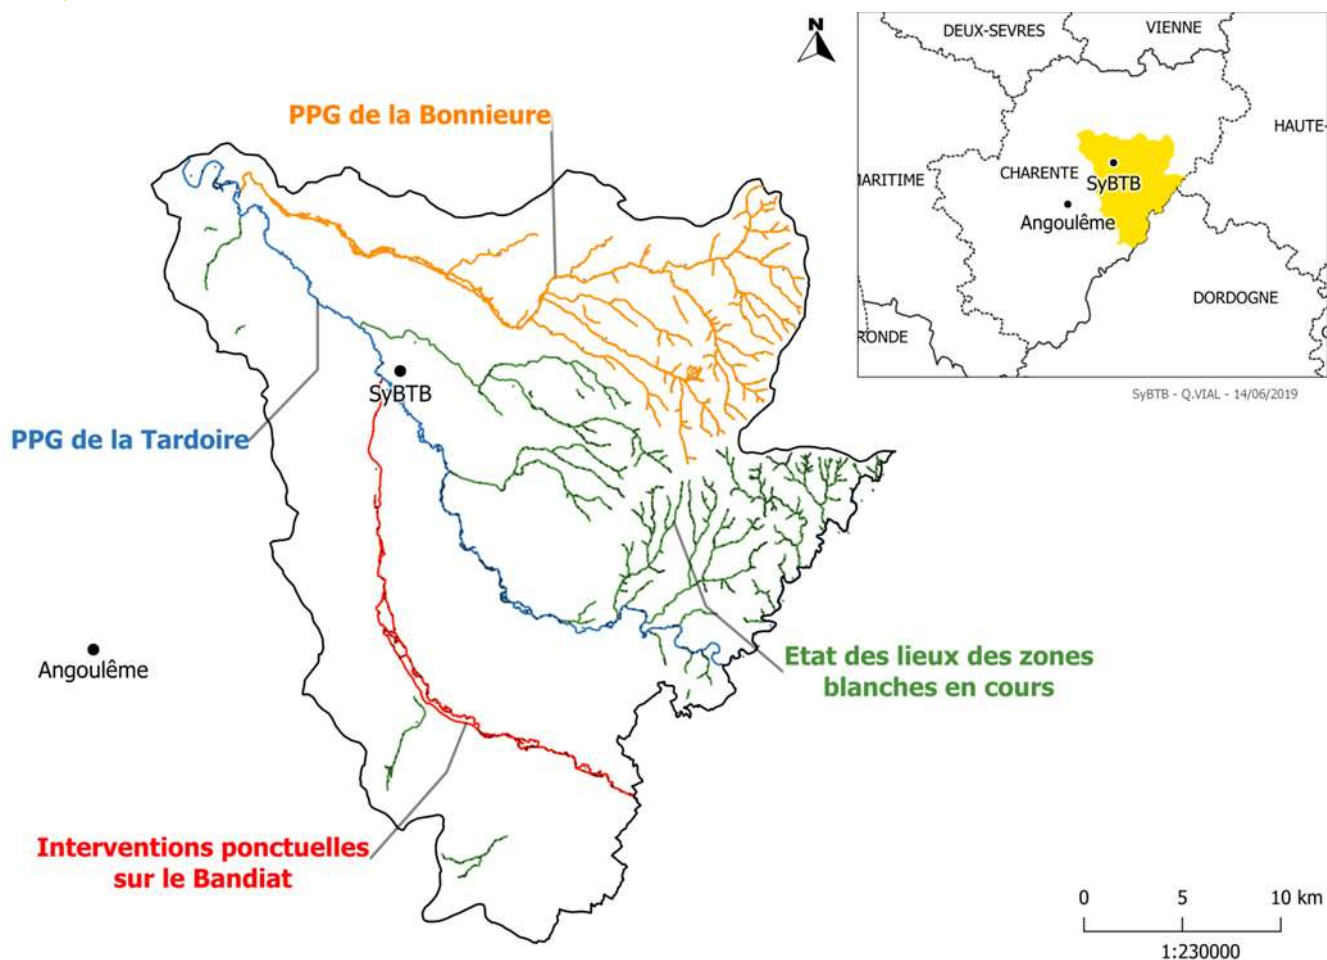 N
DEUX-SEVRES
VIENNE
HAUTE-
CHARENTE
MARITIME
SyBTB
Angoulême
DORDOGNE
RONDE
SyBTB - Q.VIAL - 14/06/2019
PPG de la Bonnieure
SyBTB
PPG de la Tardoire
Angoulême
Etat des lieux des zones
blanches en cours
Interventions ponctuelles
sur le Bandiat
0 5 10 km
1:230000